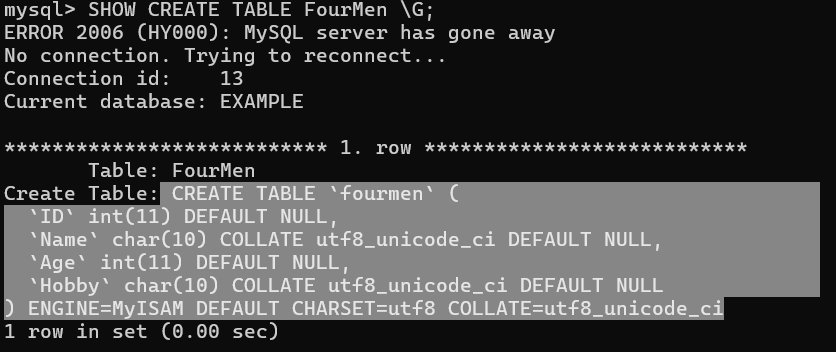 mysql> SHOW CREATE TABLE FourMen \G;
ERROR 2006 (HY000): MySQL server has gone away
No connection. Trying to reconnect...
Connection id:    13
Current database: EXAMPLE

*************************** 1. row ***************************
       Table: FourMen
Create Table: CREATE TABLE `fourmen` (
  `ID` int(11) DEFAULT NULL,
  `Name` char(10) COLLATE utf8_unicode_ci DEFAULT NULL,
  `Age` int(11) DEFAULT NULL,
  `Hobby` char(10) COLLATE utf8_unicode_ci DEFAULT NULL
) ENGINE=MyISAM DEFAULT CHARSET=utf8 COLLATE=utf8_unicode_ci
1 row in set (0.00 sec)